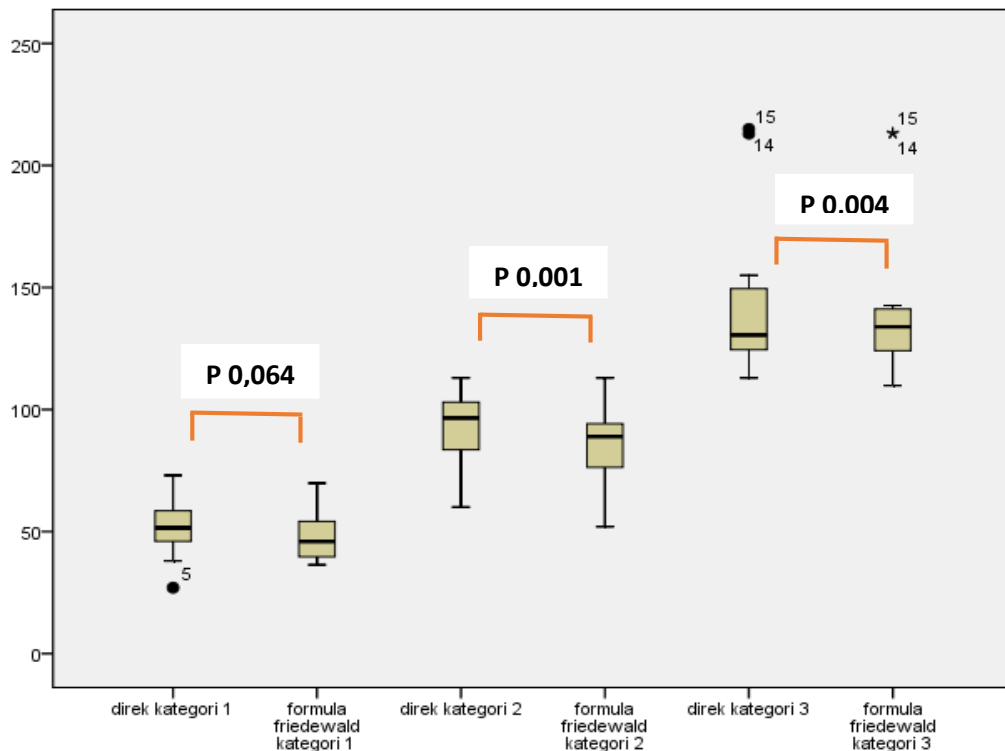 250
200
150
100
50
0
15
14
15
14
P 0.004
P 0,001
P 0,064
5
direk kategori 1
formula
friedewald
kategori 1
direk kategori 2
formula
friedewald
kategori 2
direk kategori 3
formula
friedewald
kategori 3